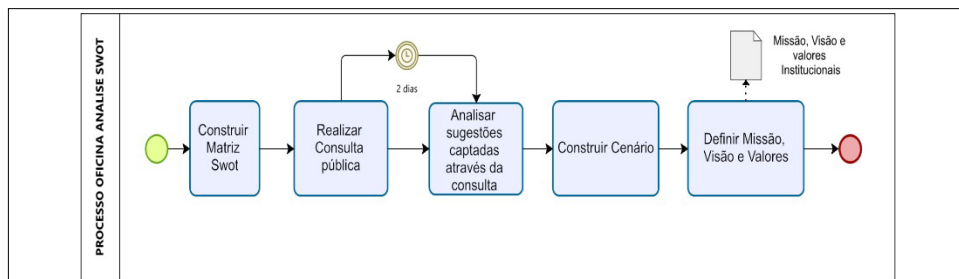 PROCESSO OFICINA ANALISE SWOT
Construir
Matriz
Swot
Realizar
Consulta
pública
2 dias
Analisar
sugestões
captadas
através da
consulta
Construir Cenário
Definir Missão,
Visão e Valores
Missão, Visão e
valores
Institucionais